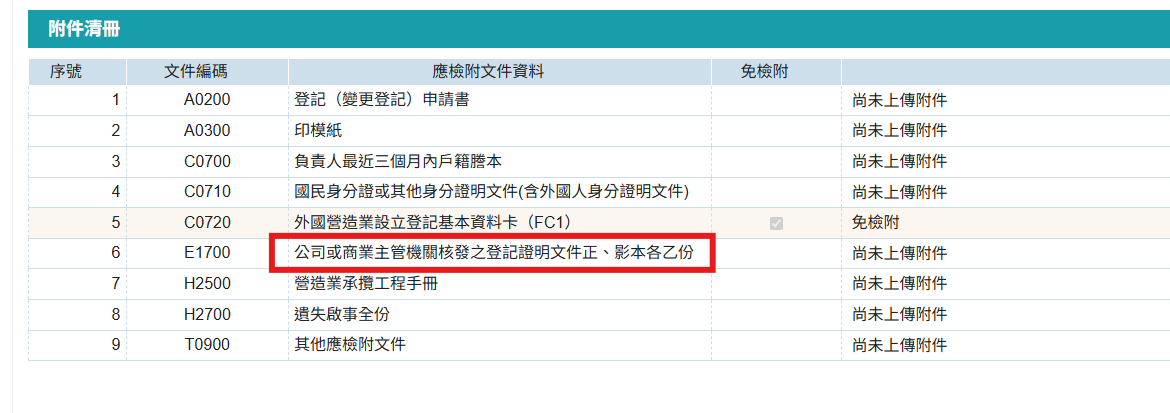 附件清冊
序號 文件編碼 應檢附文件資料 免檢附
1 A0200 登記（變更登記）申請書 尚未上傳附件
2 A0300 印模紙 尚未上傳附件
3 C0700 負責人最近三個月內戶籍謄本 尚未上傳附件
4 C0710 國民身分證或其他身分證明文件(含外國人身分證明文件) 尚未上傳附件
5 C0720 外國營造業設立登記基本資料卡（FC1） 免檢附
6 E1700 公司或商業主管機關核發之登記證明文件正、影本各乙份 尚未上傳附件
7 H2500 營造業承攬工程手冊 尚未上傳附件
8 H2700 遺失啟事全份 尚未上傳附件
9 T0900 其他應檢附文件 尚未上傳附件